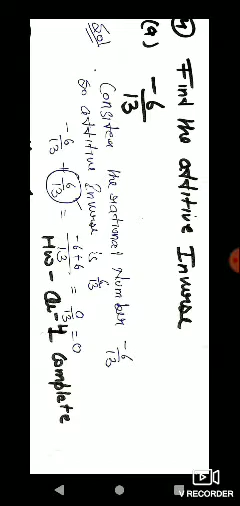 ④ Find the additive Inverse
(a) -6/13
Sol. Consider the rational Number -6/13
So additive Inverse is 6/13
-6/13 + 6/13 = -6+6/13 = 0/13 = 0
HW - Qu-4 complete
V RECORDER